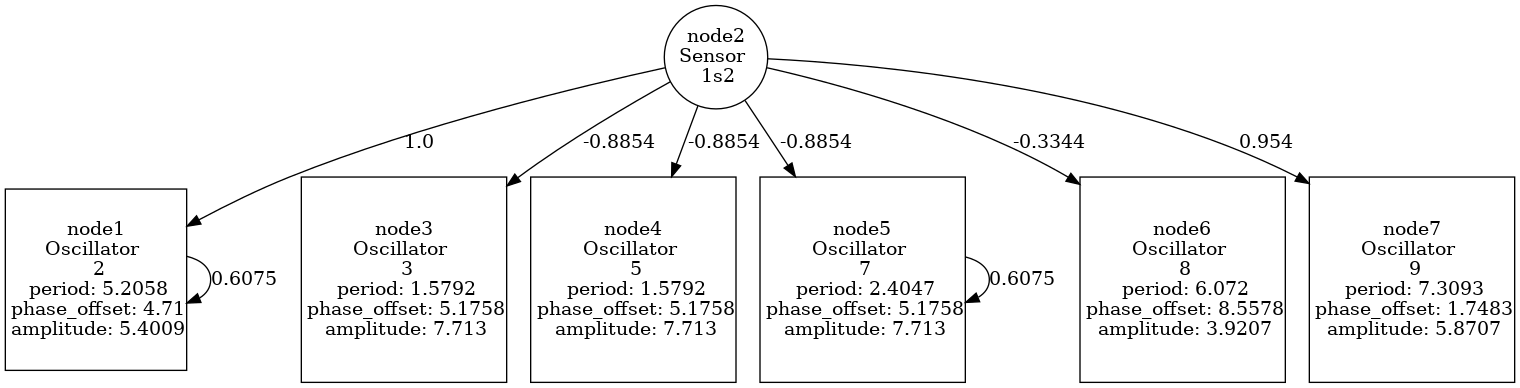 node2
Sensor
1s2
1.0
-0.8854
-0.8854
-0.8854
-0.3344
0.954
node1
Oscillator
2
period: 5.2058
phase_offset: 4.71
amplitude: 5.4009
0.6075
node3
Oscillator
3
period: 1.5792
phase_offset: 5.1758
amplitude: 7.713
node4
Oscillator
5
period: 1.5792
phase_offset: 5.1758
amplitude: 7.713
node5
Oscillator
7
period: 2.4047
phase_offset: 5.1758
amplitude: 7.713
0.6075
node6
Oscillator
8
period: 6.072
phase_offset: 8.5578
amplitude: 3.9207
node7
Oscillator
9
period: 7.3093
phase_offset: 1.7483
amplitude: 5.8707